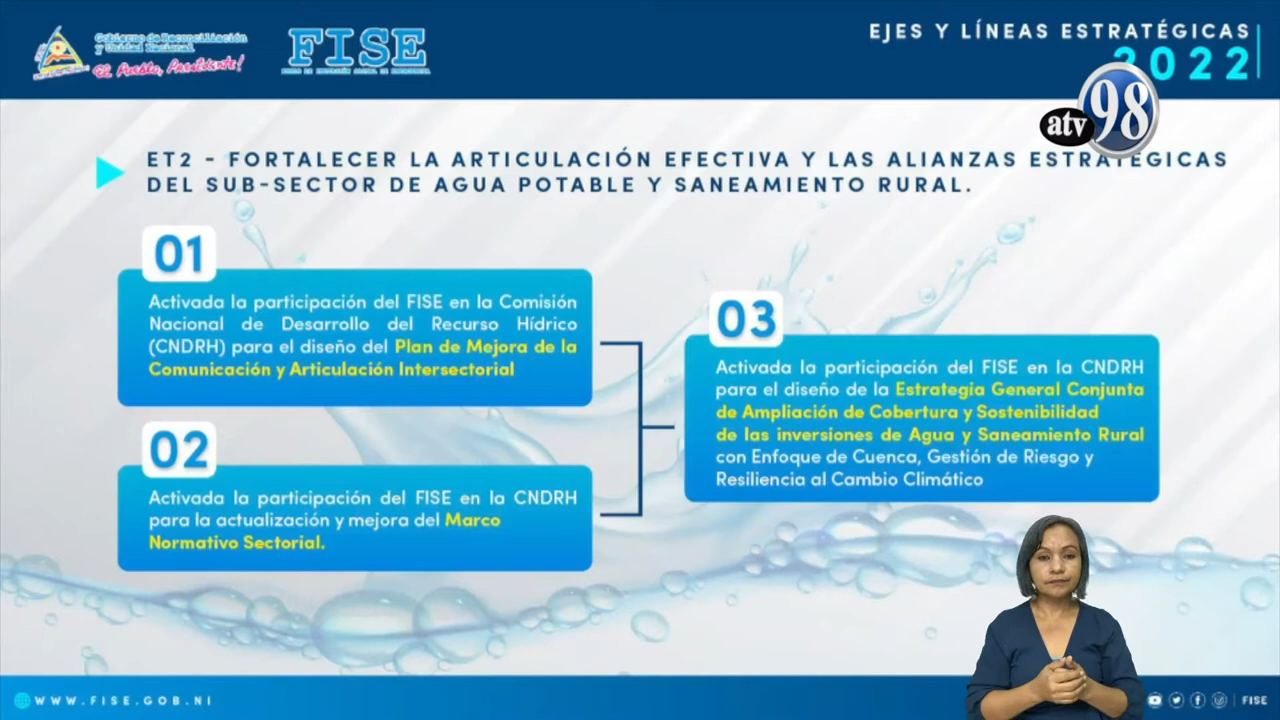 Gobierno de Reconciliación
y Unidad Nacional
El Pueblo, Presidente!
FISE
EJES Y LÍNEAS ESTRATÉGICAS
2022
atv 98
ET2 - FORTALECER LA ARTICULACIÓN EFECTIVA Y LAS ALIANZAS ESTRATÉGICAS
DEL SUB-SECTOR DE AGUA POTABLE Y SANEAMIENTO RURAL.
01
Activada la participación del FISE en la Comisión
Nacional de Desarrollo del Recurso Hídrico
(CNDRH) para el diseño del Plan de Mejora de la
Comunicación y Articulación Intersectorial
02
Activada la participación del FISE en la CNDRH
para la actualización y mejora del Marco
Normativo Sectorial.
03
Activada la participación del FISE en la CNDRH
para el diseño de la Estrategia General Conjunta
de Ampliación de Cobertura y Sostenibilidad
de las inversiones de Agua y Saneamiento Rural
con Enfoque de Cuenca, Gestión de Riesgo y
Resiliencia al Cambio Climático
WWW.FISE.GOB.NI
FISE